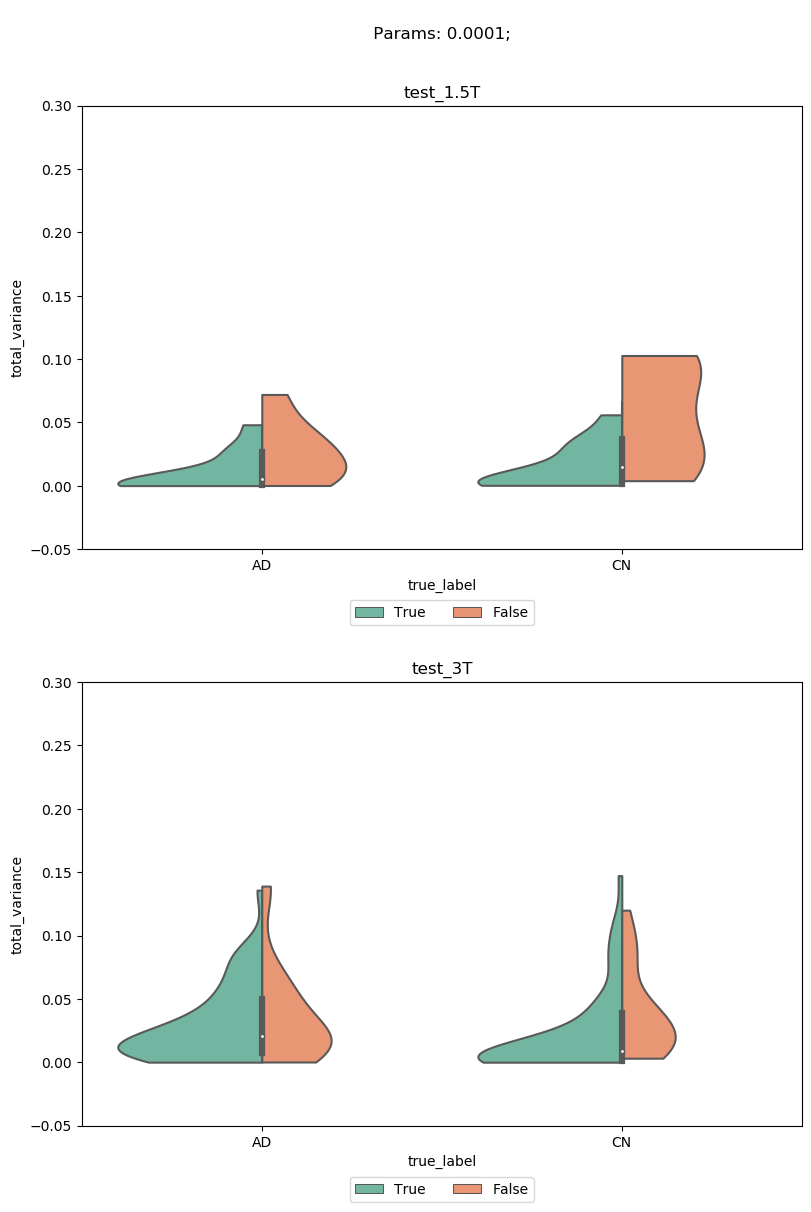 Params: 0.0001;
test_1.5T
0.30
0.25
0.20
0.15
0.10
0.05
0.00
−0.05
total_variance
AD CN
true_label
True False
test_3T
0.30
0.25
0.20
0.15
0.10
0.05
0.00
−0.05
total_variance
AD CN
true_label
True False